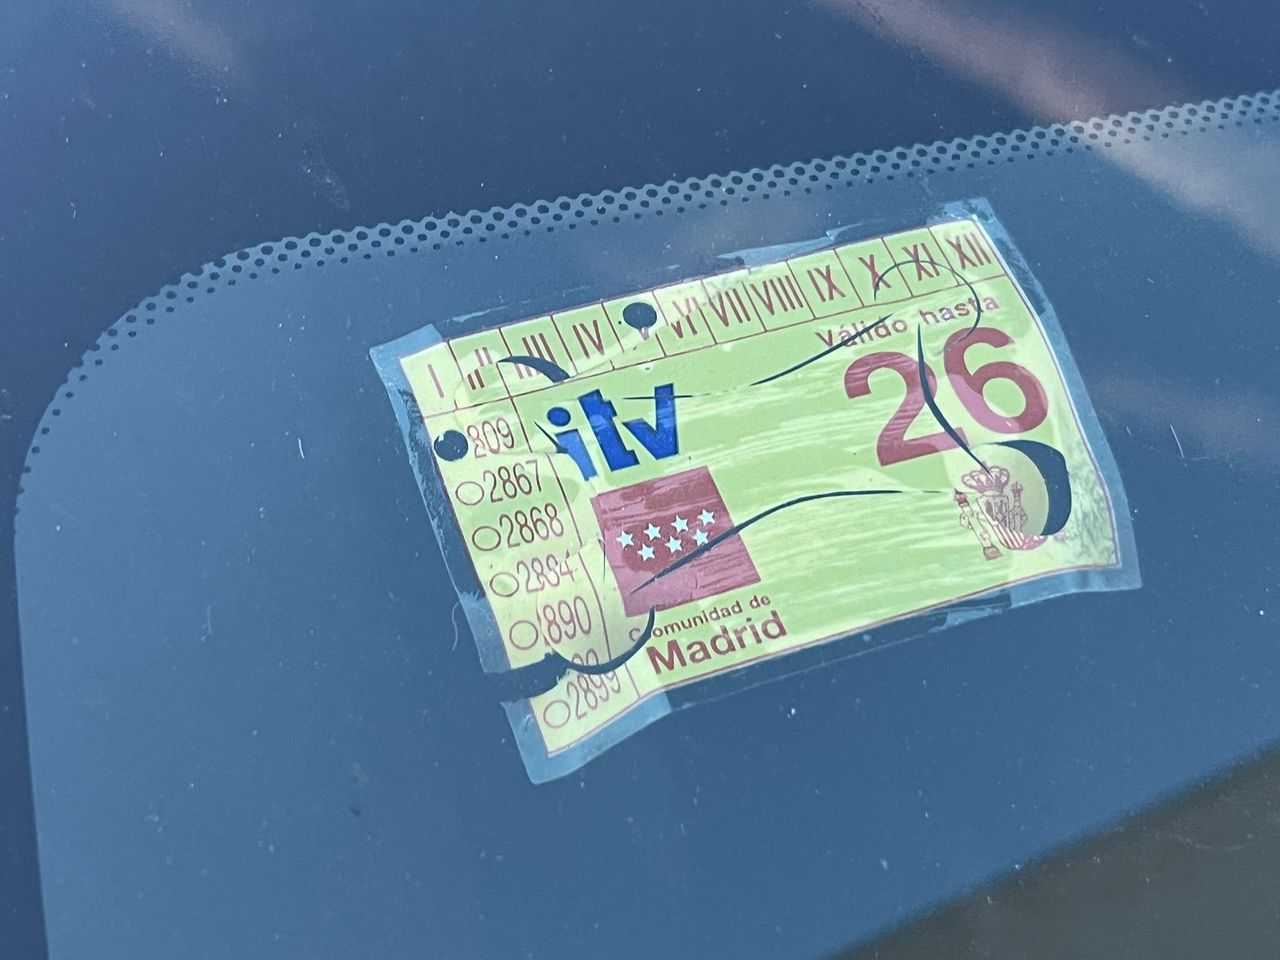 I II III IV V VI VII VIII IX X XI XII
Válido hasta
26
itv
809
2867
2868
2884
890
2899
Comunidad de
Madrid